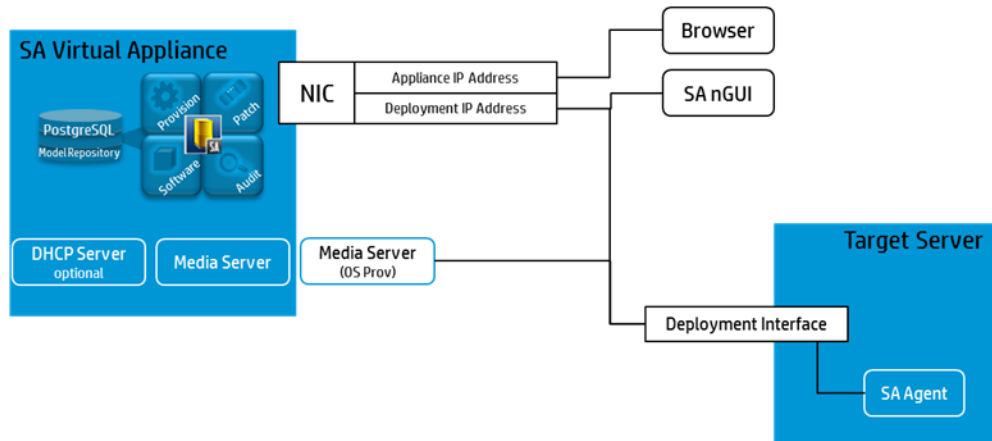 SA Virtual Appliance
PostgreSQL
Model Repository
Provision
Patch
Software
Audit
SA
NIC
Appliance IP Address
Deployment IP Address
Browser
SA nGUI
DHCP Server
optional
Media Server
Media Server
(OS Prov)
Target Server
Deployment Interface
SA Agent